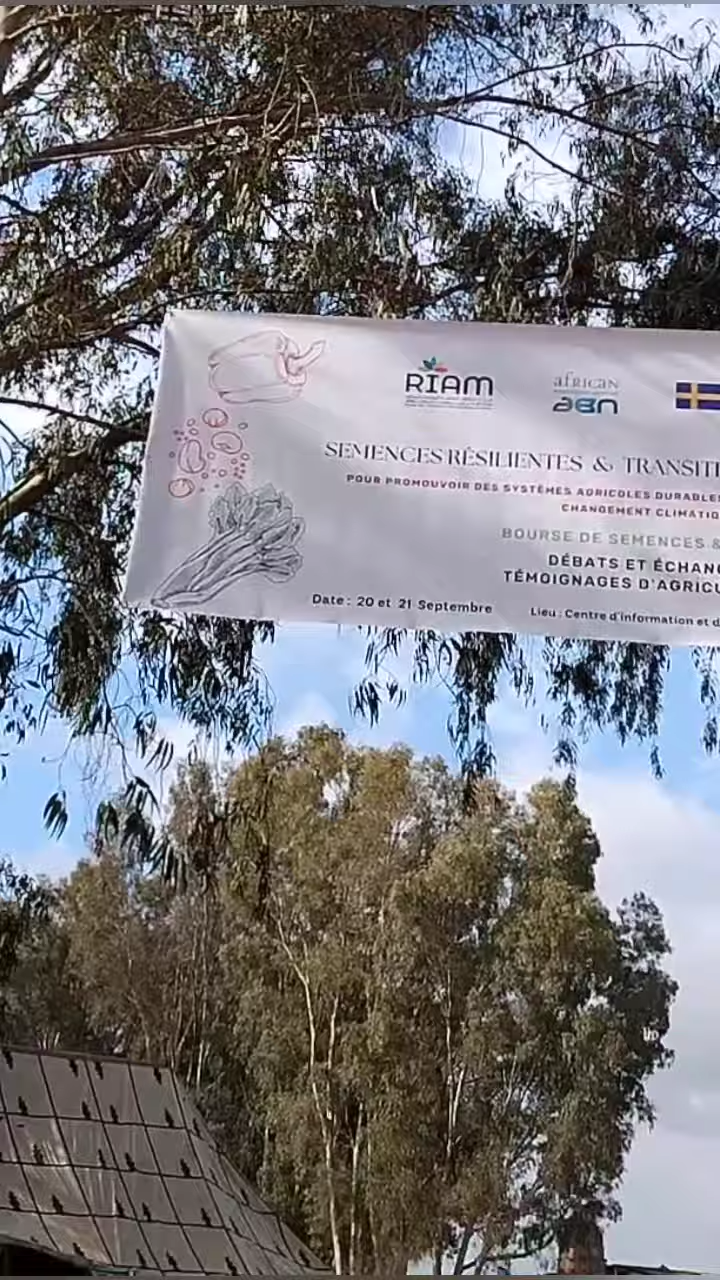 RIAM
african
abn
SEMENCES RÉSILIENTES & TRANSITI
POUR PROMOUVOIR DES SYSTÈMES AGRICOLES DURABLES
CHANGEMENT CLIMATIQ
BOURSE DE SEMENCES &
DÉBATS ET ÉCHANG
TÉMOIGNAGES D'AGRICU
Date : 20 et 21 Septembre
Lieu : Centre d'information et d